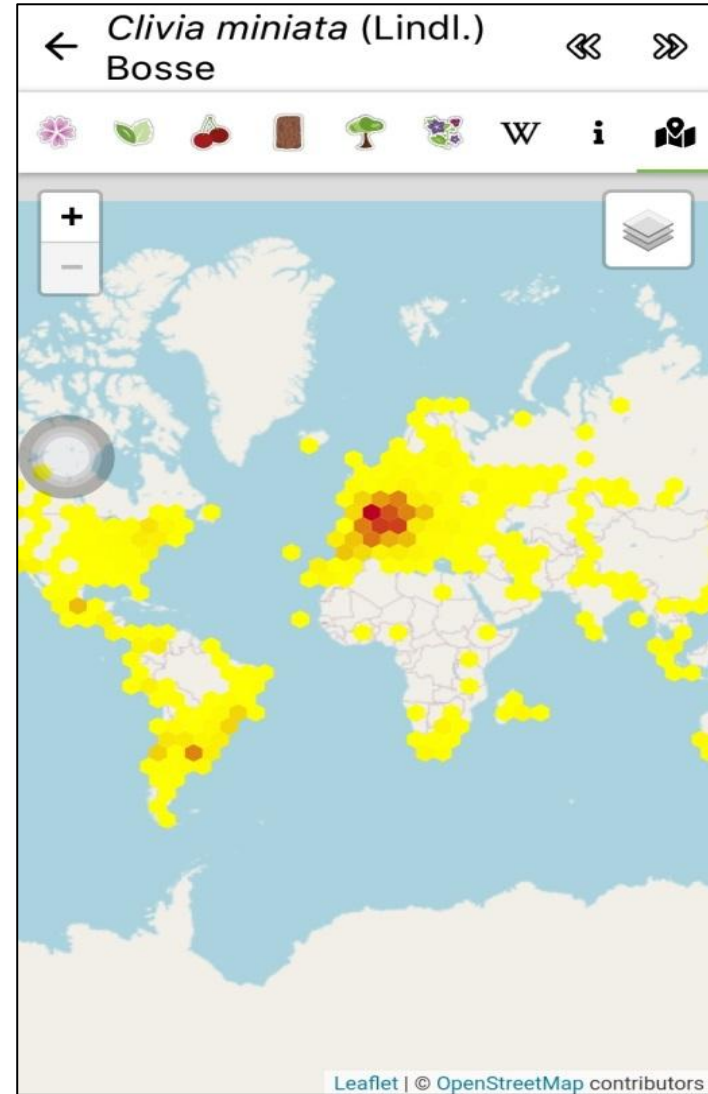 Clivia miniata (Lindl.)
Bosse
W
i
+
−
Leaflet | © OpenStreetMap contributors